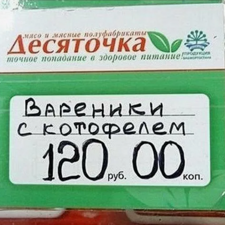 мясо и мясные полуфабрикаты
Десяточка
точное попадание в здоровое питание
ВАРЕНИКИ
С КОТОФЕЛЕМ
120 руб. 00 коп.